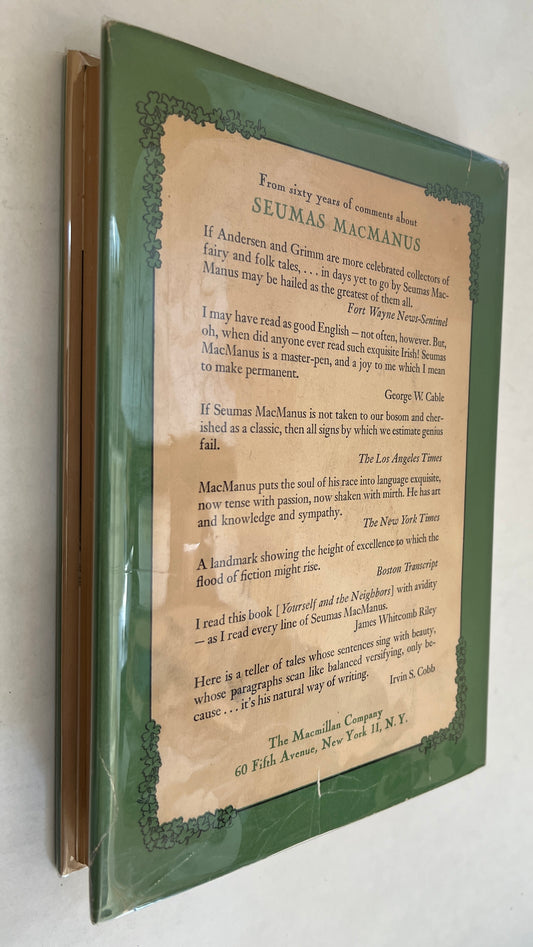 From sixty years of comments about
SEUMAS MACMANUS
If Andersen and Grimm are more celebrated collectors of
fairy and folk tales, . . . in days yet to go by Seumas Mac-
Manus may be hailed as the greatest of them all.
Fort Wayne News-Sentinel
I may have read as good English — not often, however. But,
oh, when did anyone ever read such exquisite Irish! Seumas
MacManus is a master-pen, and a joy to me which I mean
to make permanent.
George W. Cable
If Seumas MacManus is not taken to our bosom and cher-
ished as a classic, then all signs by which we estimate genius
fail.
The Los Angeles Times
MacManus puts the soul of his race into language exquisite,
now tense with passion, now shaken with mirth. He has art
and knowledge and sympathy.
The New York Times
A landmark showing the height of excellence to which the
flood of fiction might rise.
Boston Transcript
I read this book [Yourself and the Neighbors] with avidity
— as I read every line of Seumas MacManus.
James Whitcomb Riley
Here is a teller of tales whose sentences sing with beauty,
whose paragraphs scan like balanced versifying, only be-
cause . . . it's his natural way of writing.
Irvin S. Cobb
The Macmillan Company
60 Fifth Avenue, New York 11, N. Y.